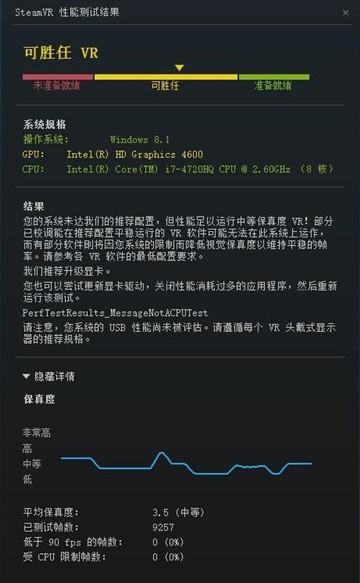 SteamVR 性能测试结果
可胜任 VR
未准备就绪 可胜任 准备就绪
系统规格
操作系统: Windows 8.1
GPU: Intel(R) HD Graphics 4600
CPU: Intel(R) Core(TM) i7-4720HQ CPU @ 2.60GHz (8 核)
结果
您的系统未达我们的推荐配置，但性能足以运行中等保真度 VR! 部分
已校调能在推荐配置平稳运行的 VR 软件可能无法在此系统上运作，
而有部分软件则将因您系统的限制而降低视觉保真度以维持平稳的帧
率。请参考各 VR 软件的最低配置要求。
我们推荐升级显卡。
您也可以尝试更新显卡驱动，关闭性能消耗过多的应用程序，然后重新
运行该测试。
PerfTestResults_MessageNotACPUTest
请注意，您系统的 USB 性能尚未被评估。请遵循每个 VR 头戴式显示
器的推荐规格。
隐藏详情
保真度
非常高
高
中等
低
平均保真度: 3.5 (中等)
已测试帧数: 9257
低于 90 fps 的帧数: 0 (0%)
受 CPU 限制帧数: 0 (0%)